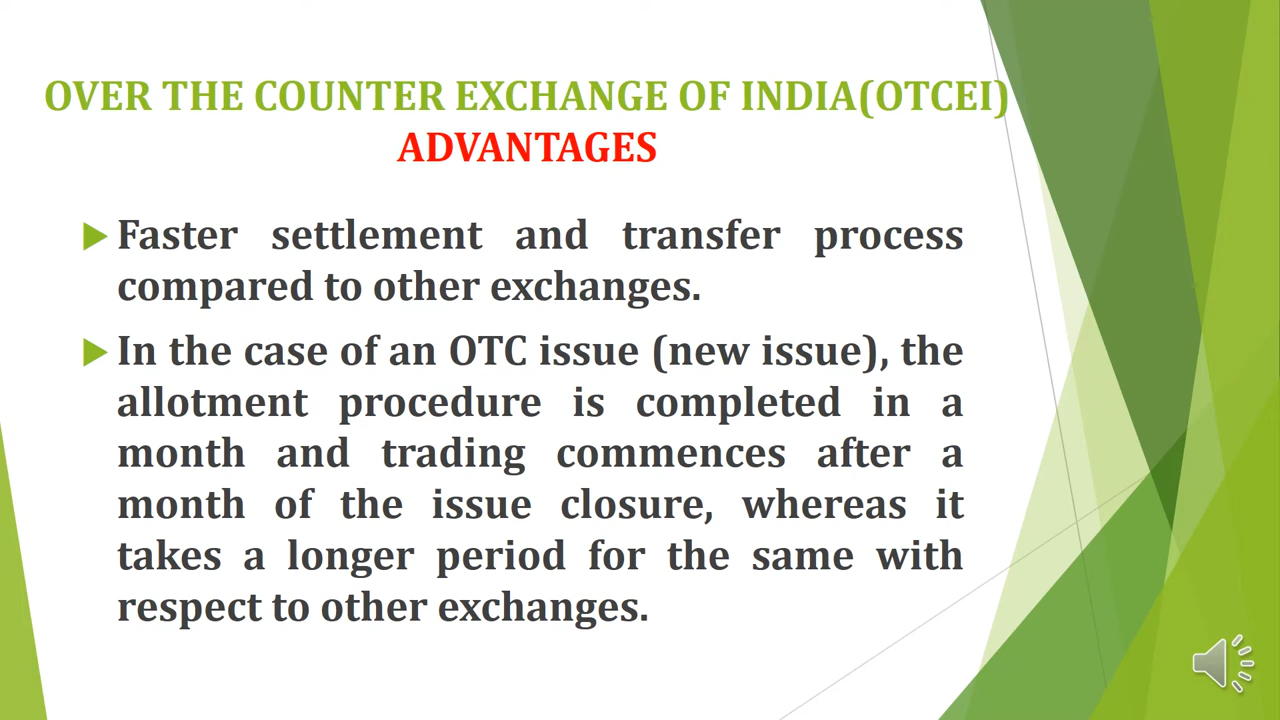 OVER THE COUNTER EXCHANGE OF INDIA(OTCEI)
ADVANTAGES
Faster settlement and transfer process
compared to other exchanges.
In the case of an OTC issue (new issue), the
allotment procedure is completed in a
month and trading commences after a
month of the issue closure, whereas it
takes a longer period for the same with
respect to other exchanges.